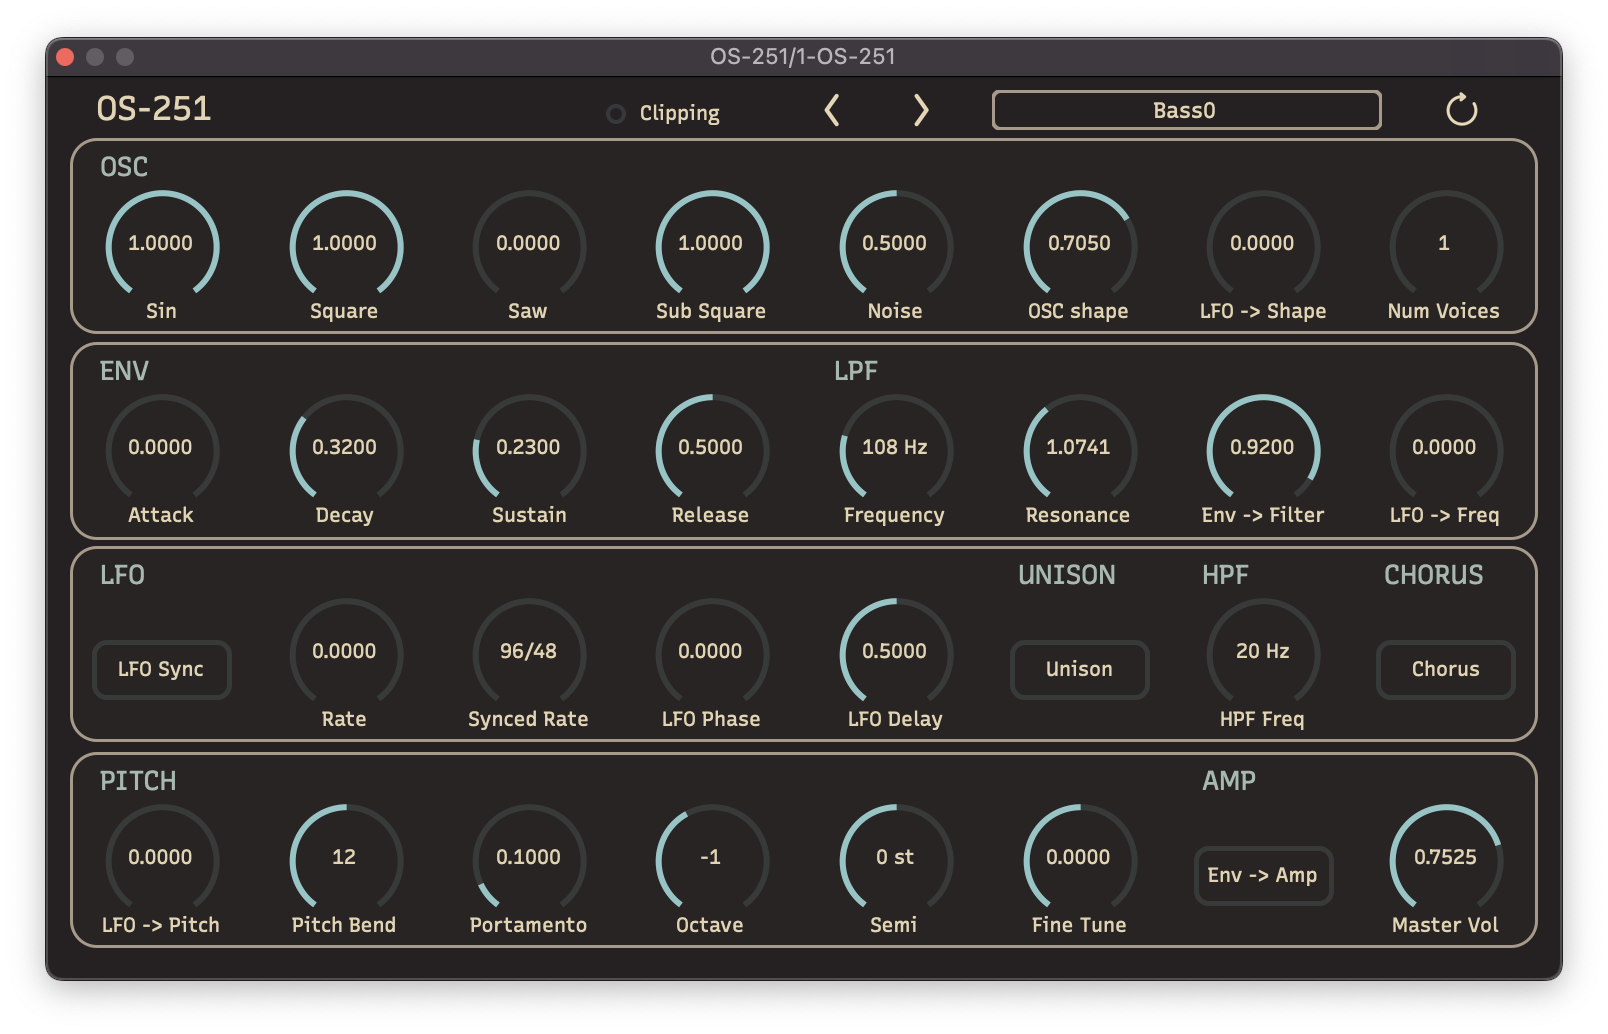 OS-251/1-OS-251
OS-251 Clipping Bass0
OSC
1.0000 1.0000 0.0000 1.0000 0.5000 0.7050 0.0000 1
Sin Square Saw Sub Square Noise OSC shape LFO -> Shape Num Voices
ENV LPF
0.0000 0.3200 0.2300 0.5000 108 Hz 1.0741 0.9200 0.0000
Attack Decay Sustain Release Frequency Resonance Env -> Filter LFO -> Freq
LFO UNISON HPF CHORUS
LFO Sync 0.0000 96/48 0.0000 0.5000 Unison 20 Hz Chorus
Rate Synced Rate LFO Phase LFO Delay HPF Freq
PITCH AMP
0.0000 12 0.1000 -1 0 st 0.0000 Env -> Amp 0.7525
LFO -> Pitch Pitch Bend Portamento Octave Semi Fine Tune Master Vol